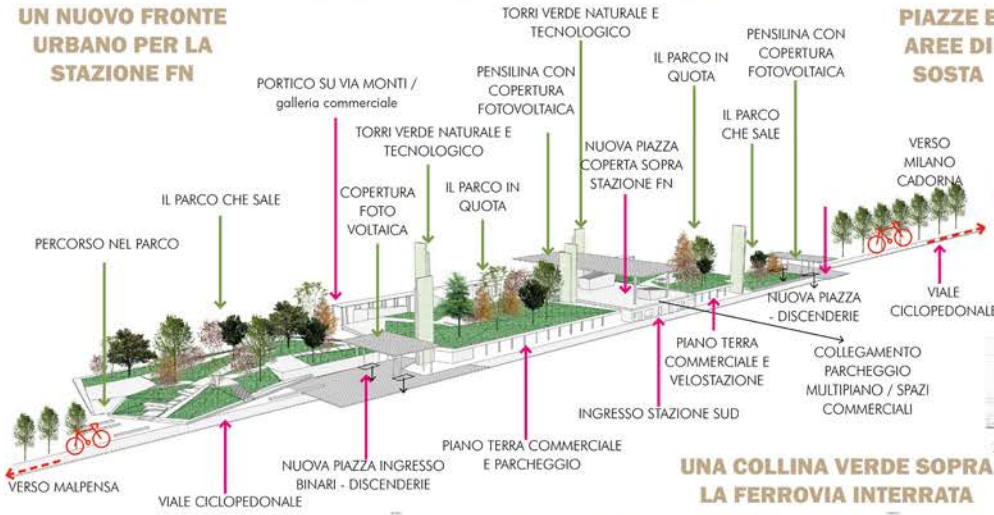 UN NUOVO FRONTE
URBANO PER LA
STAZIONE FN
TORRI VERDE NATURALE E
TECNOLOGICO
PIAZZE E
AREE DI
SOSTA
PENSILINA CON
COPERTURA
FOTOVOLTAICA
IL PARCO IN
QUOTA
PORTICO SU VIA MONTI /
galleria commerciale
PENSILINA CON
COPERTURA
FOTOVOLTAICA
IL PARCO
CHE SALE
TORRI VERDE NATURALE E
TECNOLOGICO
NUOVA PIAZZA
COPERTA SOPRA
STAZIONE FN
VERSO
MILANO
CADORNA
IL PARCO CHE SALE
COPERTURA
FOTO
VOLTAICA
IL PARCO IN
QUOTA
PERCORSO NEL PARCO
NUOVA PIAZZA
- DISCENDERIE
VIALE
CICLOPEDONALE
PIANO TERRA
COMMERCIALE E
VELOSTAZIONE
COLLEGAMENTO
PARCHEGGIO
MULTIPIANO / SPAZI
COMMERCIALI
INGRESSO STAZIONE SUD
PIANO TERRA COMMERCIALE
E PARCHEGGIO
NUOVA PIAZZA INGRESSO
BINARI - DISCENDERIE
VERSO MALPENSA
VIALE CICLOPEDONALE
UNA COLLINA VERDE SOPRA
LA FERROVIA INTERRATA